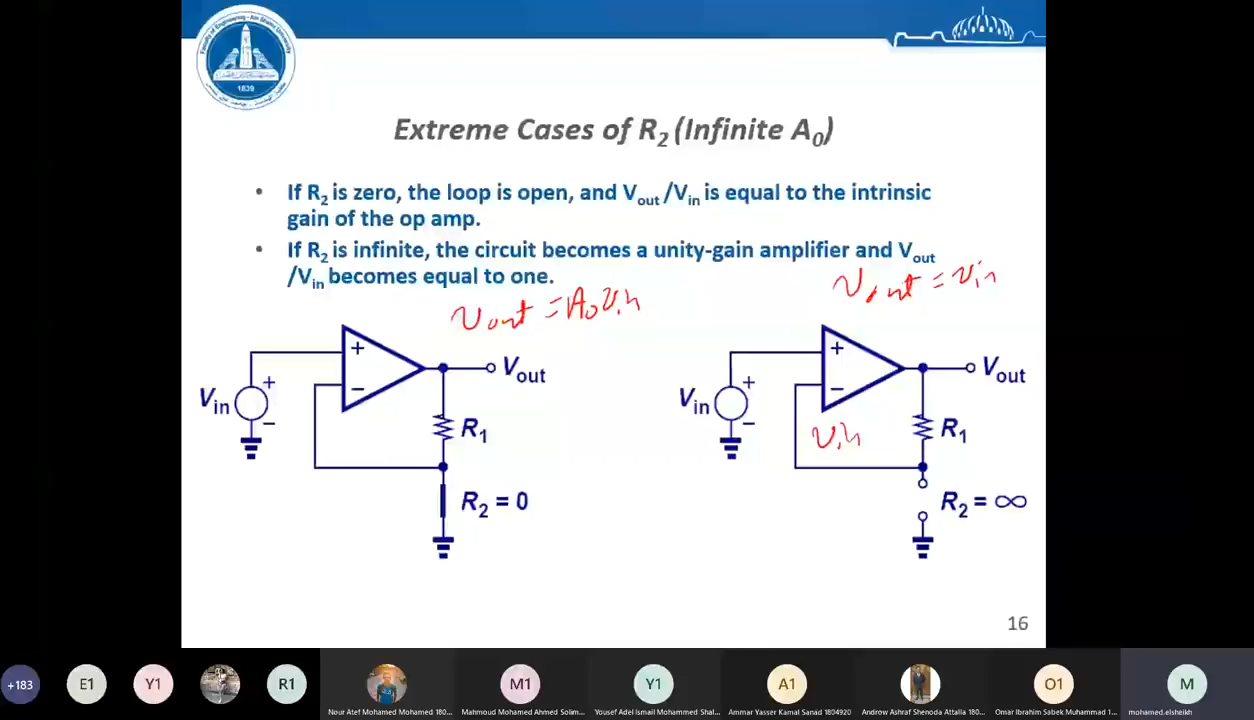 1839
Extreme Cases of R2 (Infinite A0)
• If R2 is zero, the loop is open, and Vout /Vin is equal to the intrinsic
gain of the op amp.
• If R2 is infinite, the circuit becomes a unity-gain amplifier and Vout
/Vin becomes equal to one.
Vout = A0 Vin
Vout = Vin
+
−
Vout
Vin
+
−
R1
R2 = 0
+
−
Vout
Vin
+
−
Vin
R1
R2 = ∞
16
+183
E1
Y1
R1
Nour Atef Mohamed Mohamed 180...
M1
Mahmoud Mohamed Ahmed Solim...
Y1
Yousef Adel Ismail Mohammed Shal...
A1
Ammar Yasser Kamal Sanad 1804920
Androw Ashraf Shenoda Attalla 180...
O1
Omar Ibrahim Sabek Muhammad 1...
M
mohamed.elsheikh